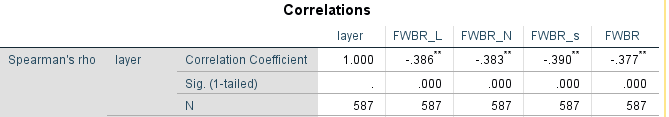 Correlations
layer FWBR_L FWBR_N FWBR_s FWBR
Spearman's rho layer Correlation Coefficient 1.000 -.386** -.383** -.390** -.377**
Sig. (1-tailed) . .000 .000 .000 .000
N 587 587 587 587 587